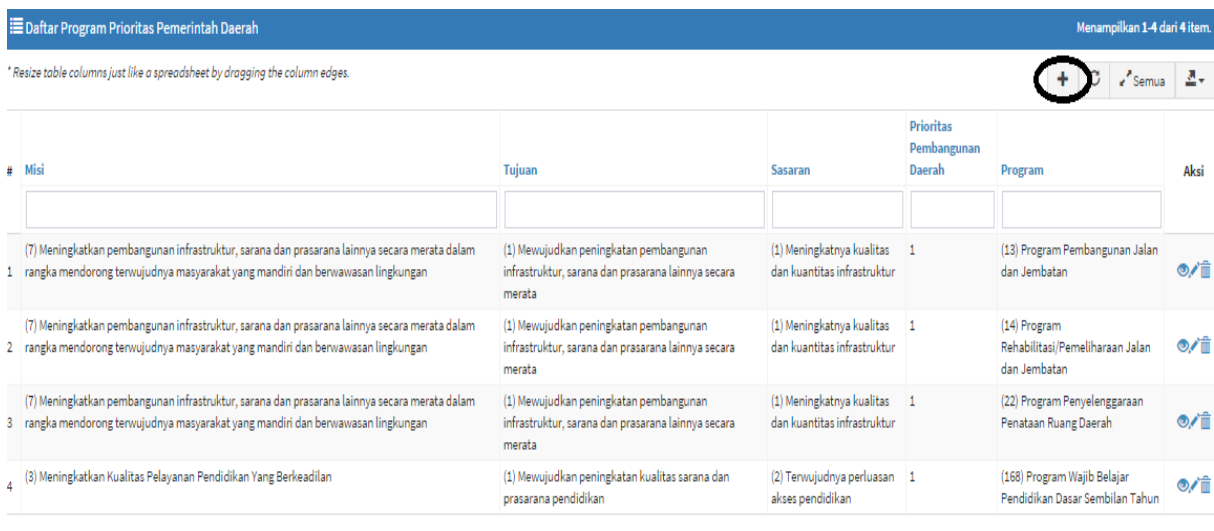 Daftar Program Prioritas Pemerintah Daerah
Menampilkan 1-4 dari 4 item.
* Resize table columns just like a spreadsheet by dragging the column edges.
+ Semua
# Misi Tujuan Sasaran Prioritas Pembangunan Daerah Program Aksi
1
(7) Meningkatkan pembangunan infrastruktur, sarana dan prasarana lainnya secara merata dalam
rangka mendorong terwujudnya masyarakat yang mandiri dan berwawasan lingkungan
(1) Mewujudkan peningkatan pembangunan
infrastruktur, sarana dan prasarana lainnya secara
merata
(1) Meningkatnya kualitas
dan kuantitas infrastruktur
1
(13) Program Pembangunan Jalan
dan Jembatan
2
(7) Meningkatkan pembangunan infrastruktur, sarana dan prasarana lainnya secara merata dalam
rangka mendorong terwujudnya masyarakat yang mandiri dan berwawasan lingkungan
(1) Mewujudkan peningkatan pembangunan
infrastruktur, sarana dan prasarana lainnya secara
merata
(1) Meningkatnya kualitas
dan kuantitas infrastruktur
1
(14) Program
Rehabilitasi/Pemeliharaan Jalan
dan Jembatan
3
(7) Meningkatkan pembangunan infrastruktur, sarana dan prasarana lainnya secara merata dalam
rangka mendorong terwujudnya masyarakat yang mandiri dan berwawasan lingkungan
(1) Mewujudkan peningkatan pembangunan
infrastruktur, sarana dan prasarana lainnya secara
merata
(1) Meningkatnya kualitas
dan kuantitas infrastruktur
1
(22) Program Penyelenggaraan
Penataan Ruang Daerah
4
(3) Meningkatkan Kualitas Pelayanan Pendidikan Yang Berkeadilan
(1) Mewujudkan peningkatan kualitas sarana dan
prasarana pendidikan
(2) Terwujudnya perluasan
akses pendidikan
1
(168) Program Wajib Belajar
Pendidikan Dasar Sembilan Tahun